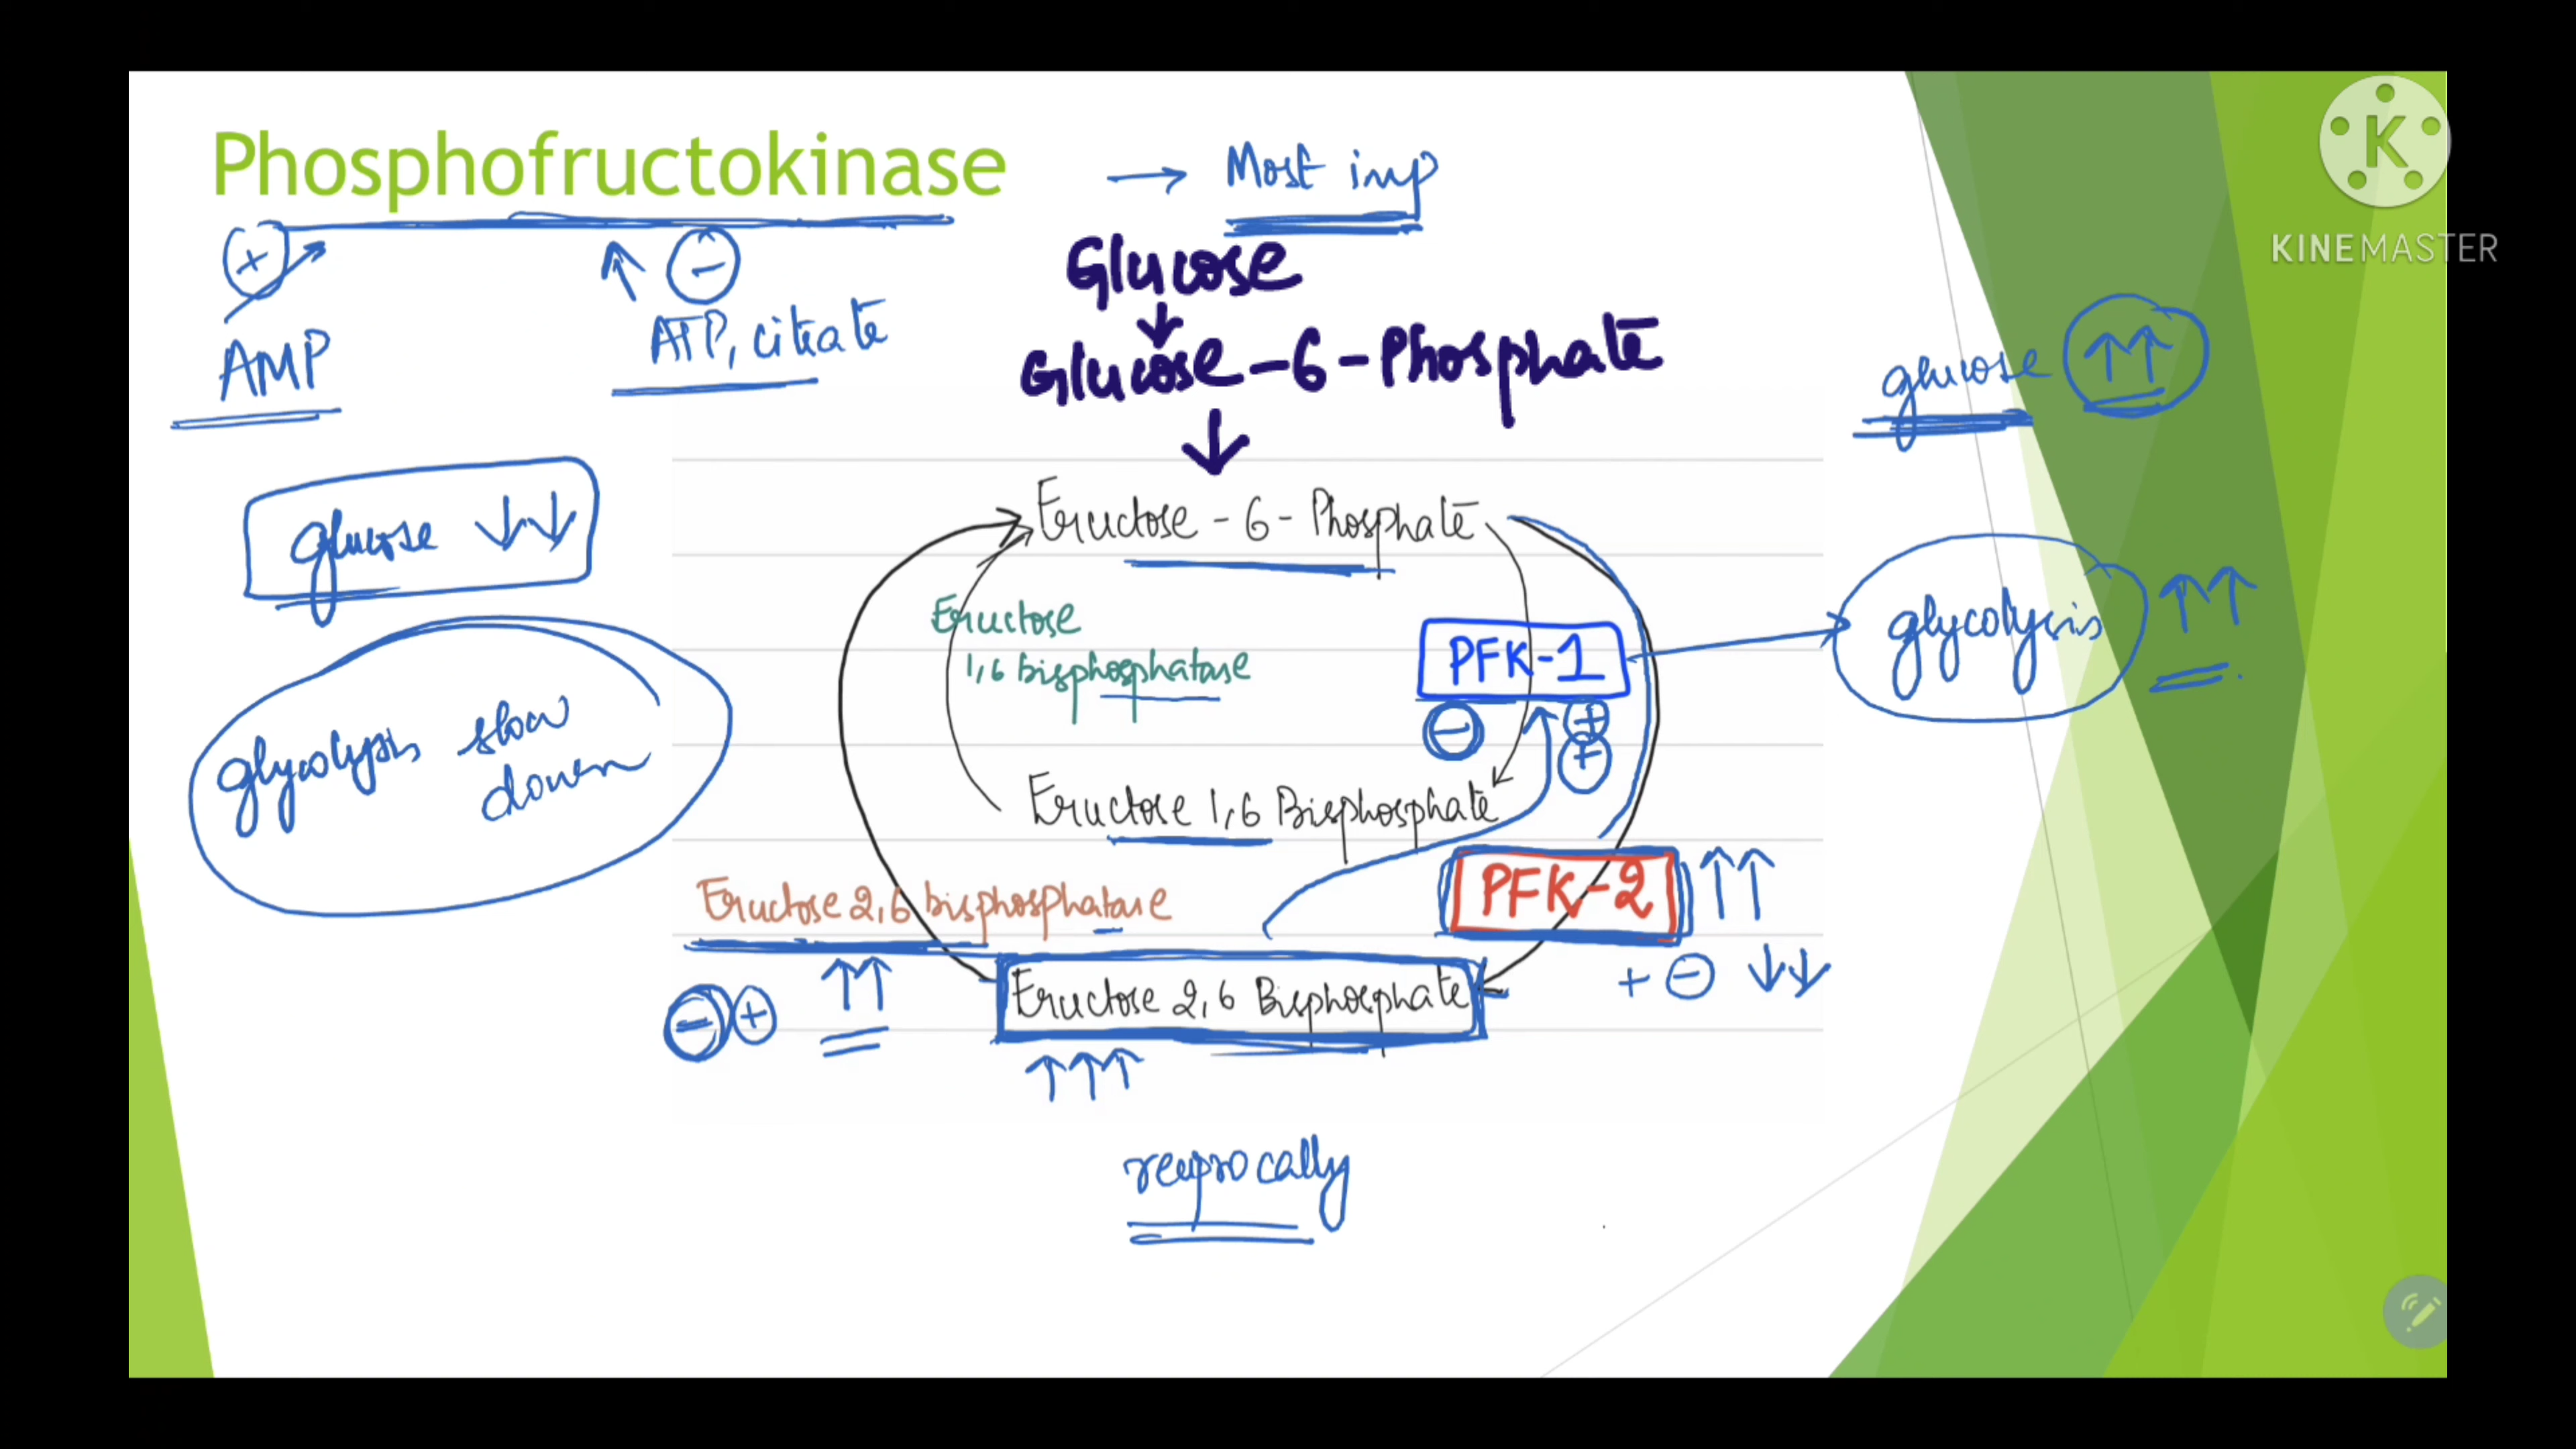 Phosphofructokinase → Most imp
K
KINEMASTER
+ −
AMP ATP, citrate
Glucose
↓
Glucose-6-Phosphate
↓
glucose ↑↑
glucose ↓↓
Fructose-6-Phosphate
Fructose
1,6 bisphosphatase
PFK-1
− + +
glycolysis ↑↑
glycolysis slow
down
Fructose 1,6 Bisphosphate
Fructose 2,6 bisphosphatase
PFK-2 ↑↑
+ − ↓↓
− + ↑↑
Fructose 2,6 Bisphosphate
↑↑↑
reciprocally